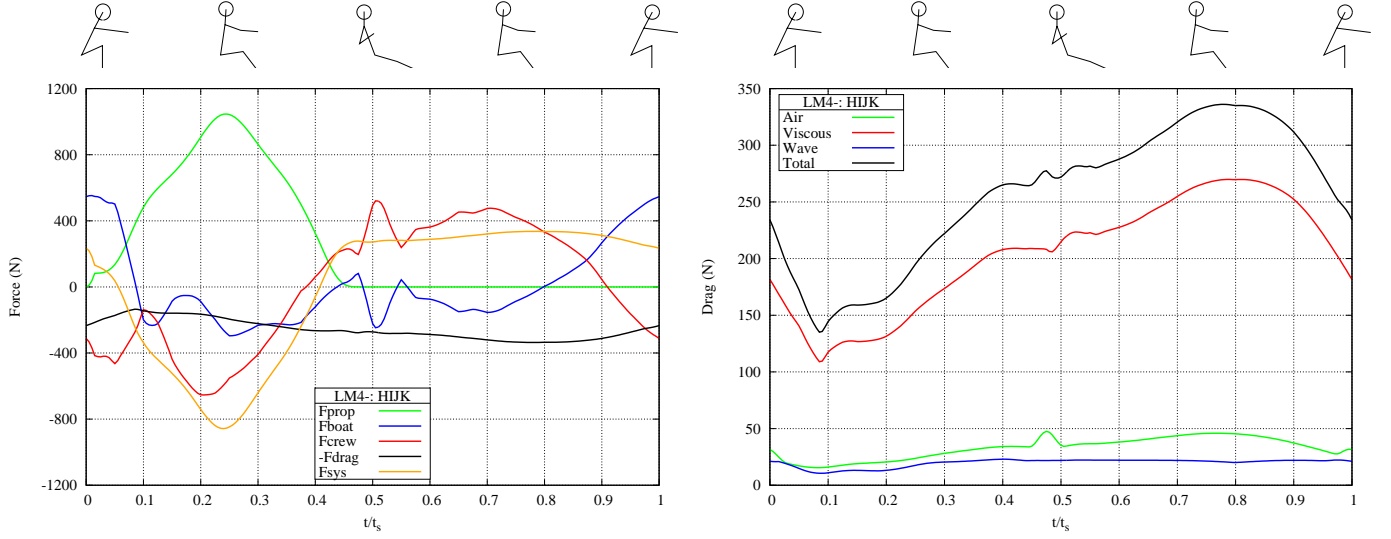 1200
800
400
0
-400
-800
-1200
Force (N)
0 0.1 0.2 0.3 0.4 0.5 0.6 0.7 0.8 0.9 1
t/ts
LM4-: HIJK
Fprop
Fboat
Fcrew
-Fdrag
Fsys
350
300
250
200
150
100
50
0
Drag (N)
0 0.1 0.2 0.3 0.4 0.5 0.6 0.7 0.8 0.9 1
t/ts
LM4-: HIJK
Air
Viscous
Wave
Total